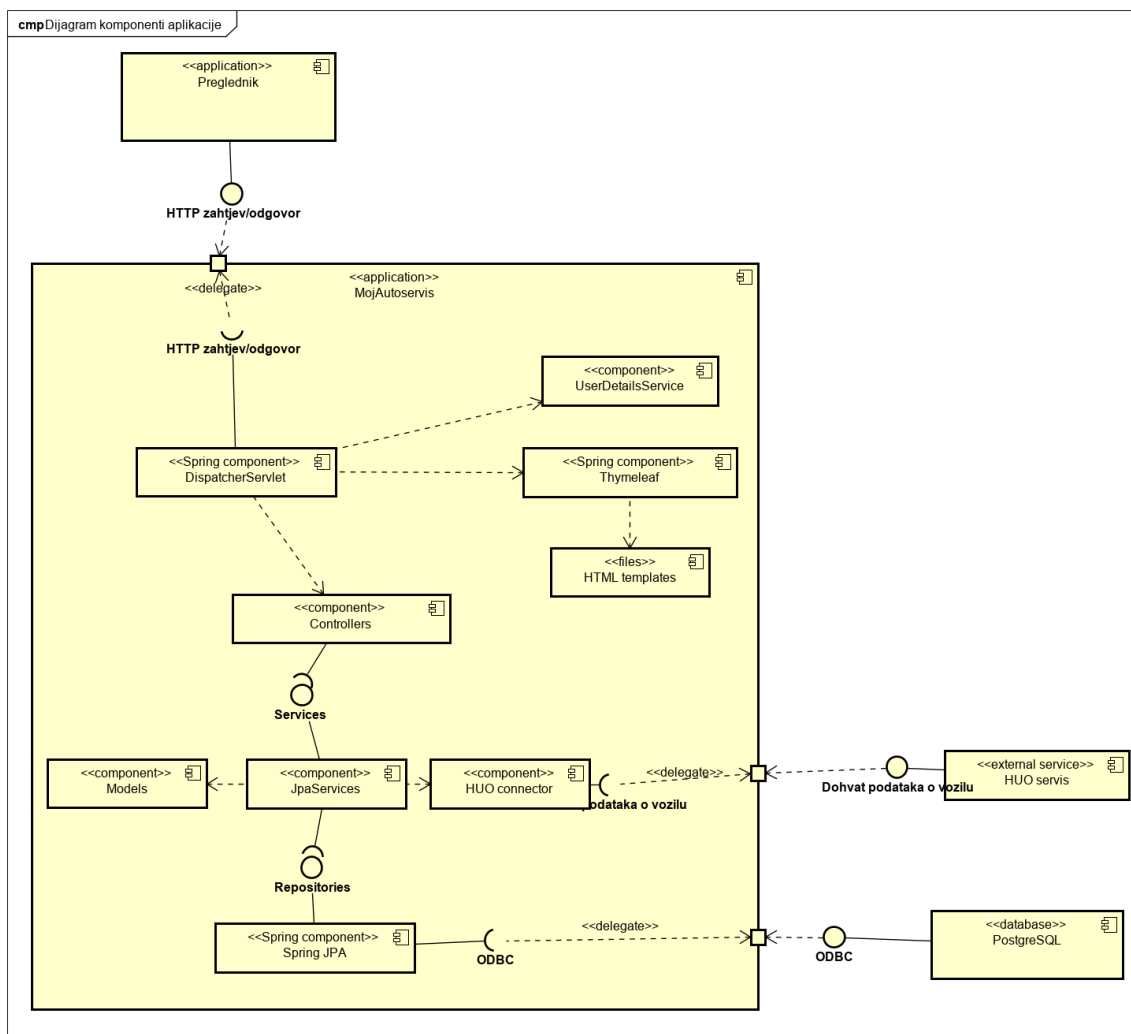 cmp Dijagram komponenti aplikacije
<<application>>
Preglednik
HTTP zahtjev/odgovor
<<application>>
MojAutoservis
<<delegate>>
HTTP zahtjev/odgovor
<<component>>
UserDetailsService
<<Spring component>>
DispatcherServlet
<<Spring component>>
Thymeleaf
<<files>>
HTML templates
<<component>>
Controllers
Services
<<component>>
Models
<<component>>
JpaServices
<<component>>
HUO connector
podataka o vozilu
<<delegate>>
Dohvat podataka o vozilu
<<external service>>
HUO servis
Repositories
<<Spring component>>
Spring JPA
ODBC
<<delegate>>
ODBC
<<database>>
PostgreSQL